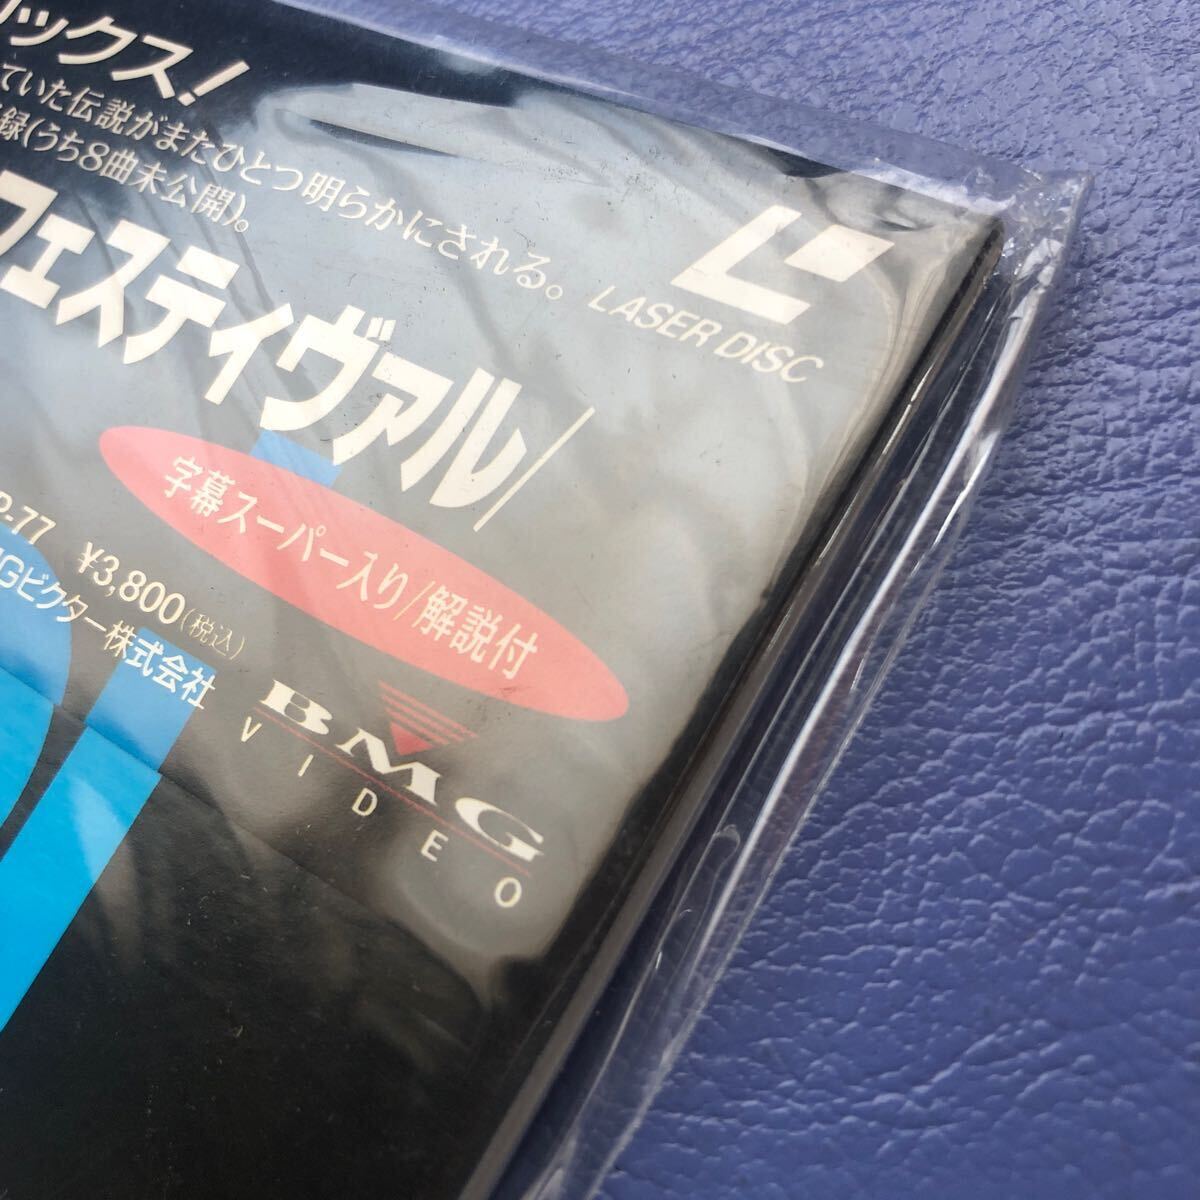 ックス!
ていた伝説がまたひとつ明らかにされる。
録(うち8曲未公開)。
フェスティヴァル/
LASER DISC
字幕スーパー入り/解説付
P-77 ¥3,800(税込)
Gビクター株式会社
BMG
VIDEO